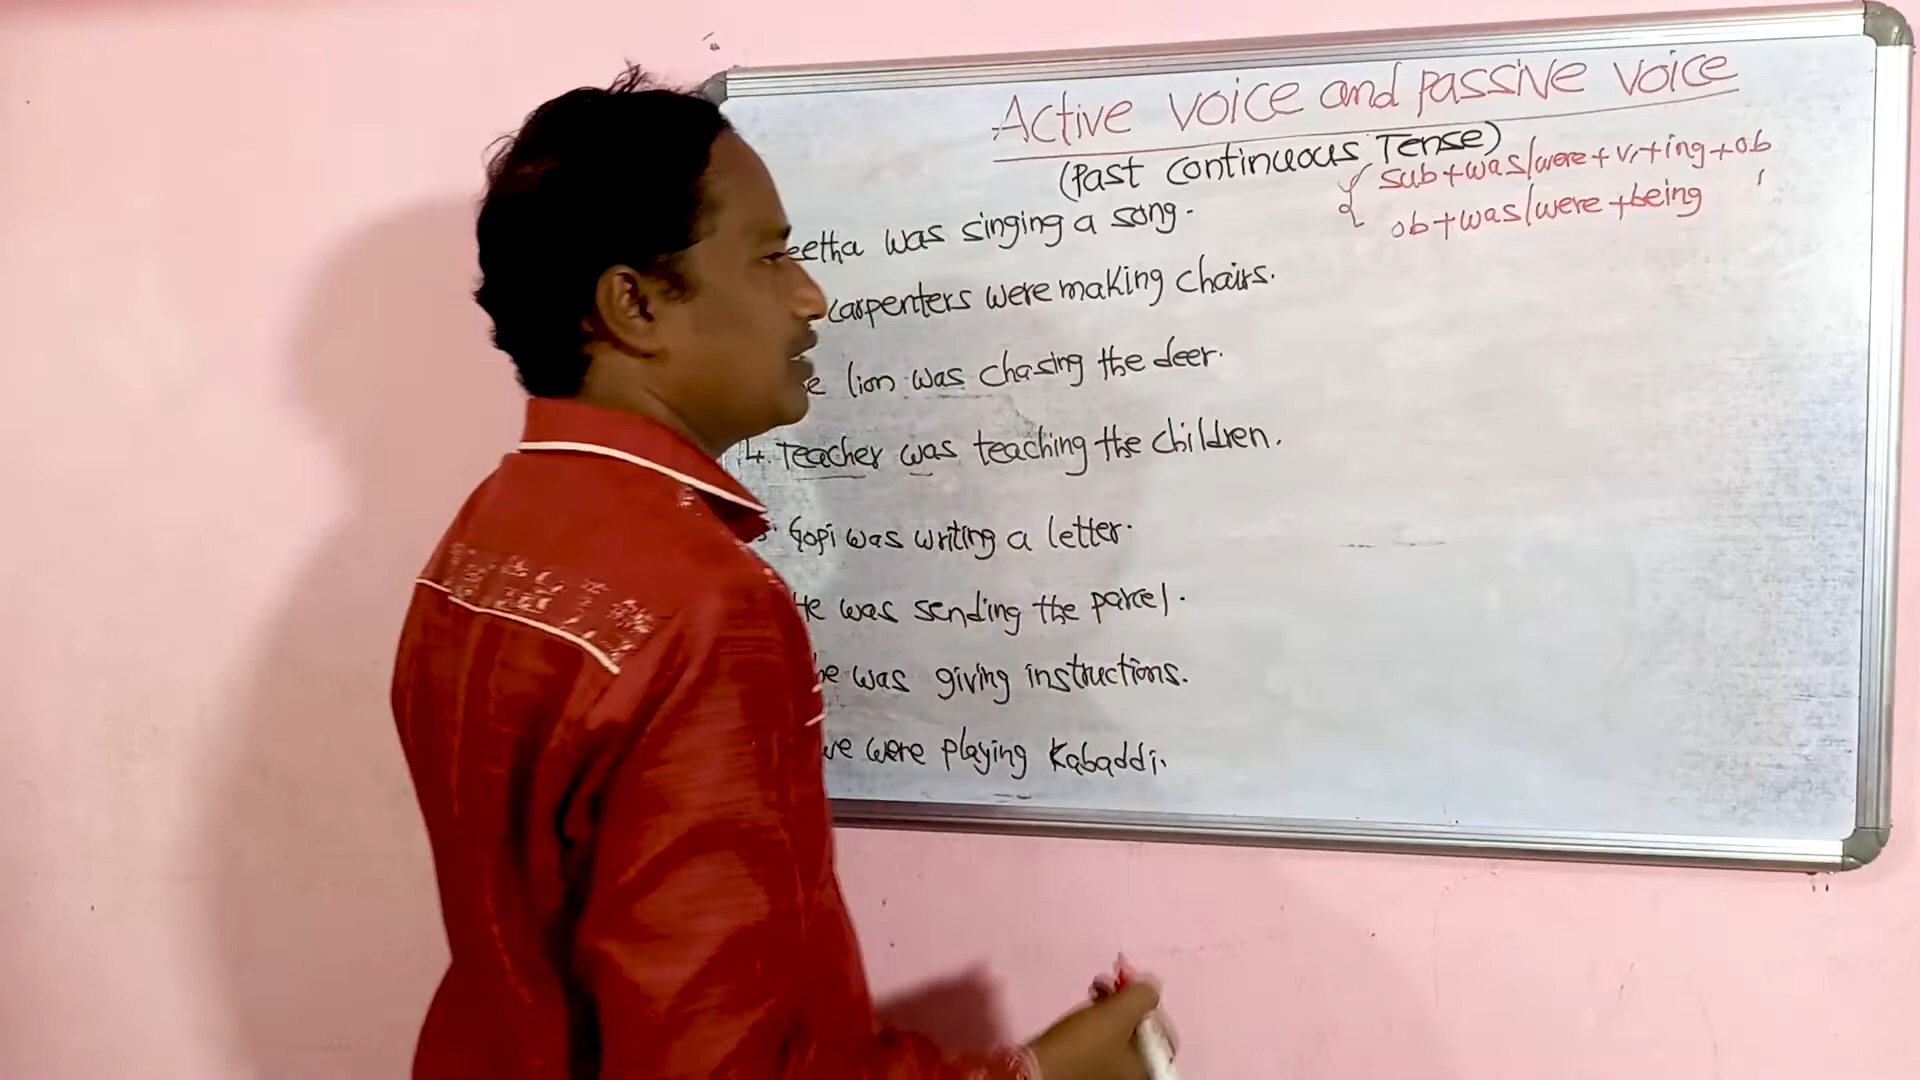 Active voice and passive voice
(Past continuous Tense)
sub+was/were+V₁+ing+ob
ob+was/were+being
eetha was singing a song.
carpenters were making chairs.
e lion was chasing the deer.
4. Teacher was teaching the children.
Gopi was writing a letter.
He was sending the parcel.
he was giving instructions.
we were playing Kabaddi.